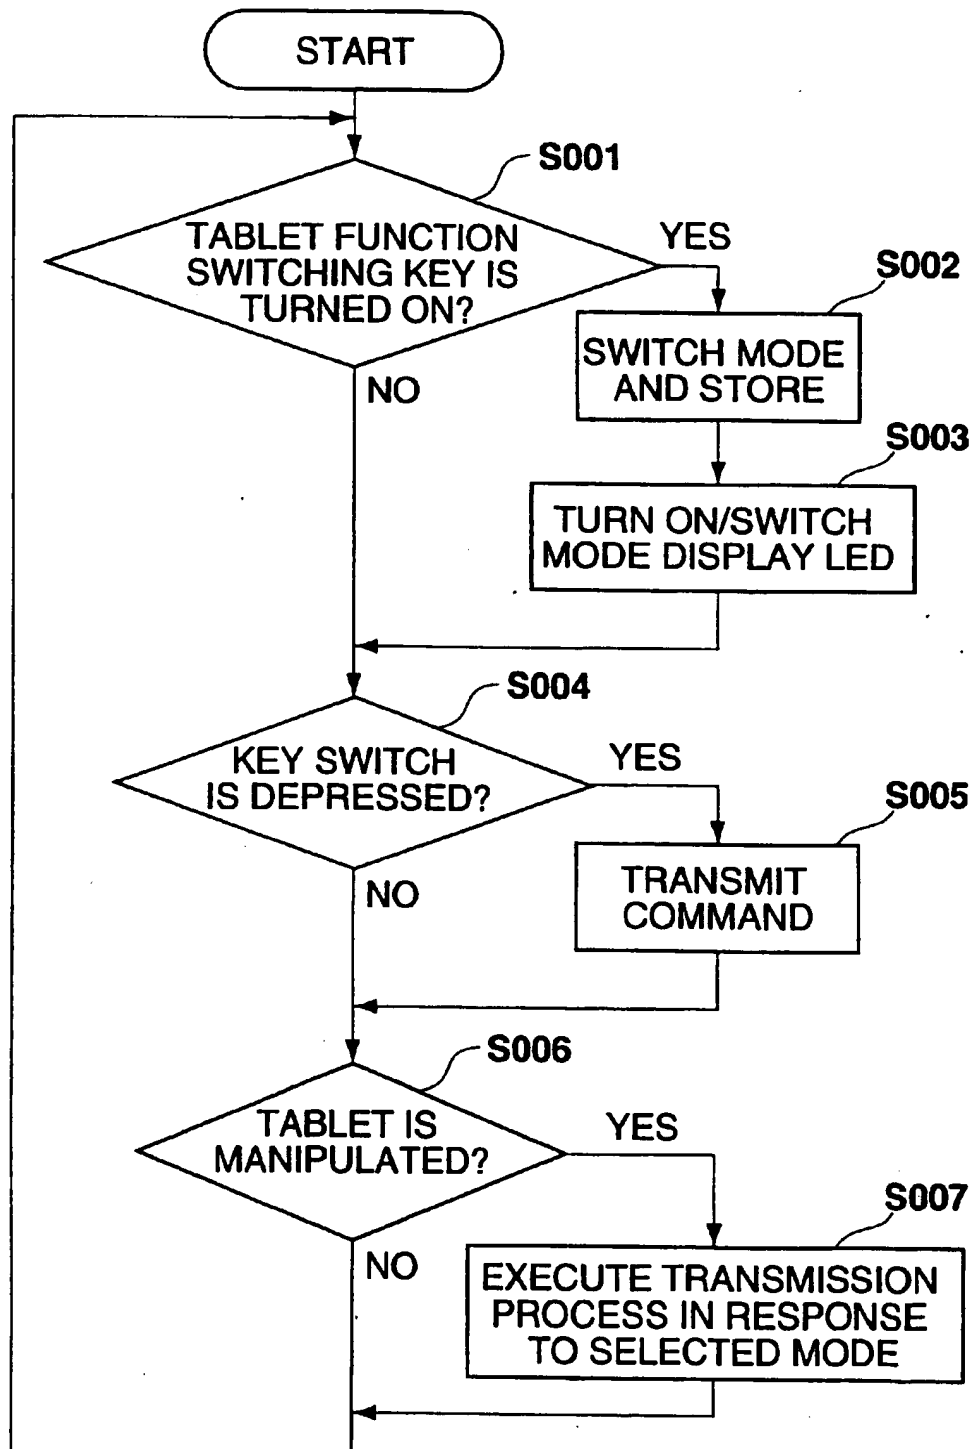 START
S001
TABLET FUNCTION
SWITCHING KEY IS
TURNED ON?
YES
NO
S002
SWITCH MODE
AND STORE
S003
TURN ON/SWITCH
MODE DISPLAY LED
S004
KEY SWITCH
IS DEPRESSED?
YES
NO
S005
TRANSMIT
COMMAND
S006
TABLET IS
MANIPULATED?
YES
NO
S007
EXECUTE TRANSMISSION
PROCESS IN RESPONSE
TO SELECTED MODE